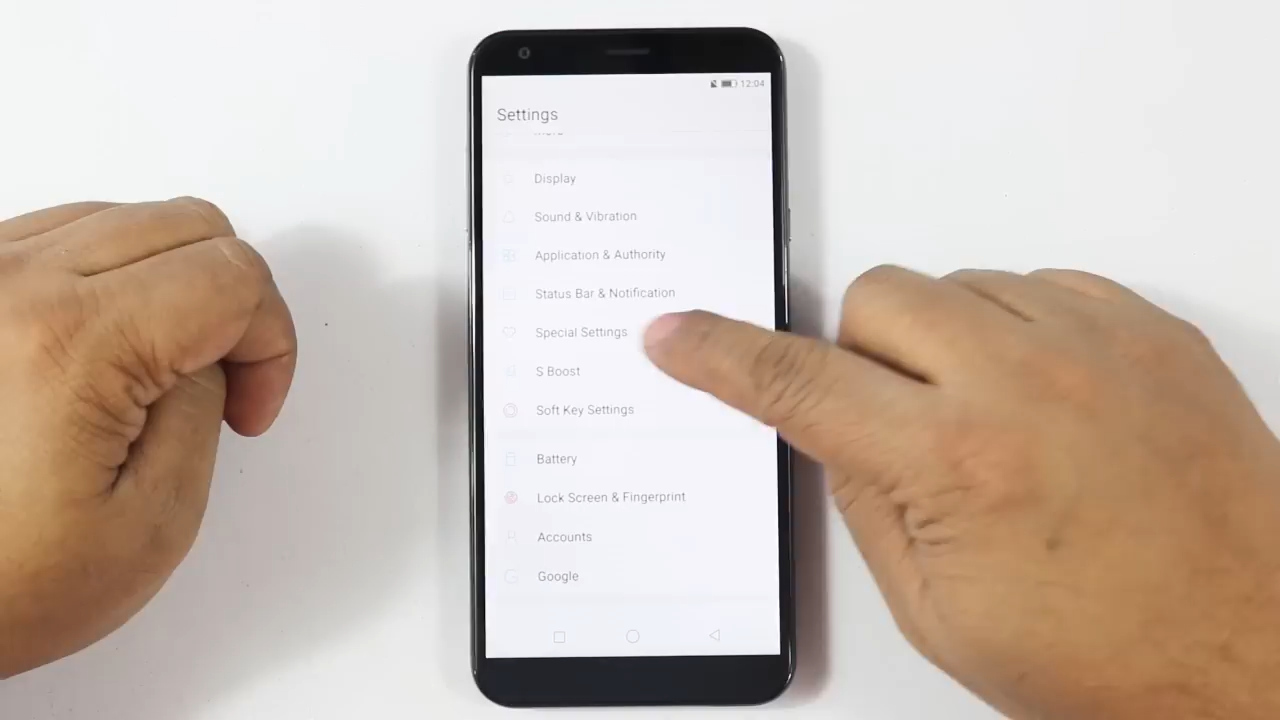 12:04
Settings
Display
Sound & Vibration
Application & Authority
Status Bar & Notification
Special Settings
S Boost
Soft Key Settings
Battery
Lock Screen & Fingerprint
Accounts
Google